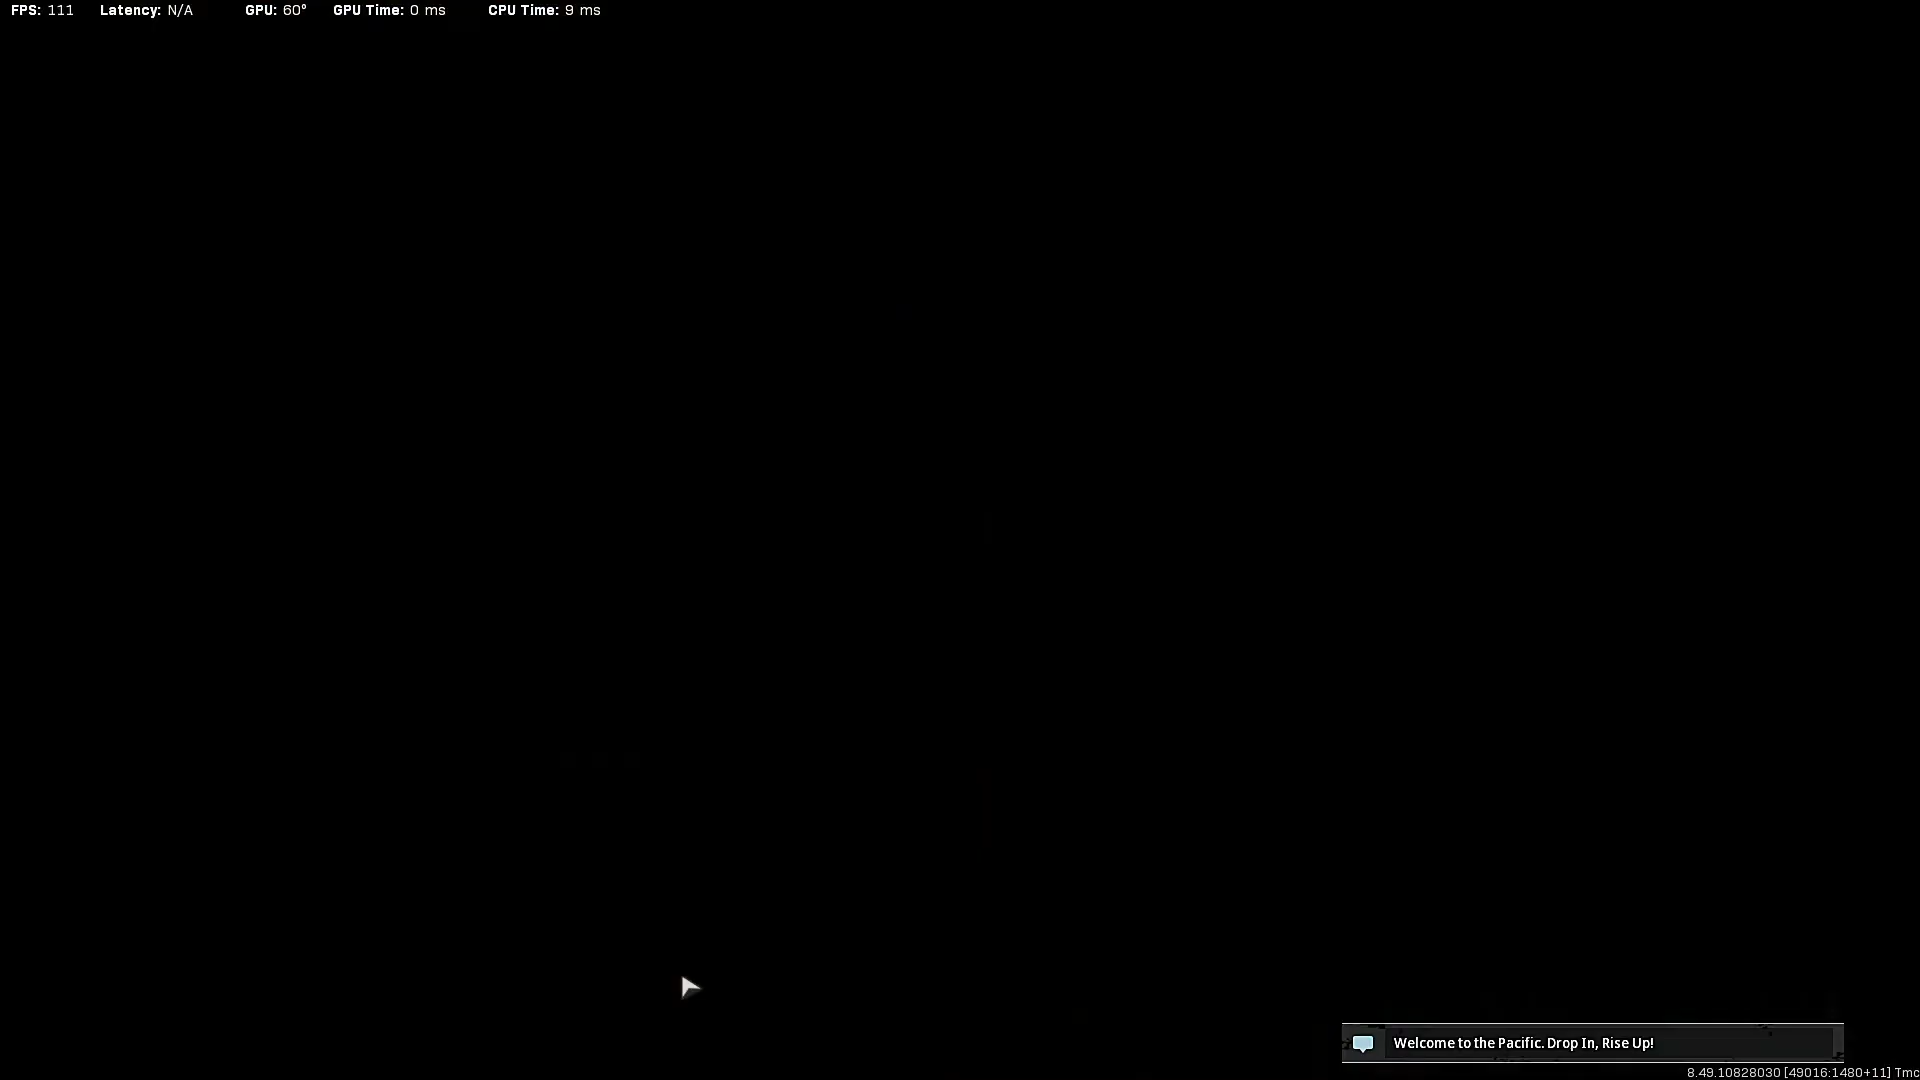 FPS: 111 Latency: N/A GPU: 60° GPU Time: 0 ms CPU Time: 9 ms
Welcome to the Pacific. Drop In, Rise Up!
8.49.10828030 [49016:1480+11] Tmc